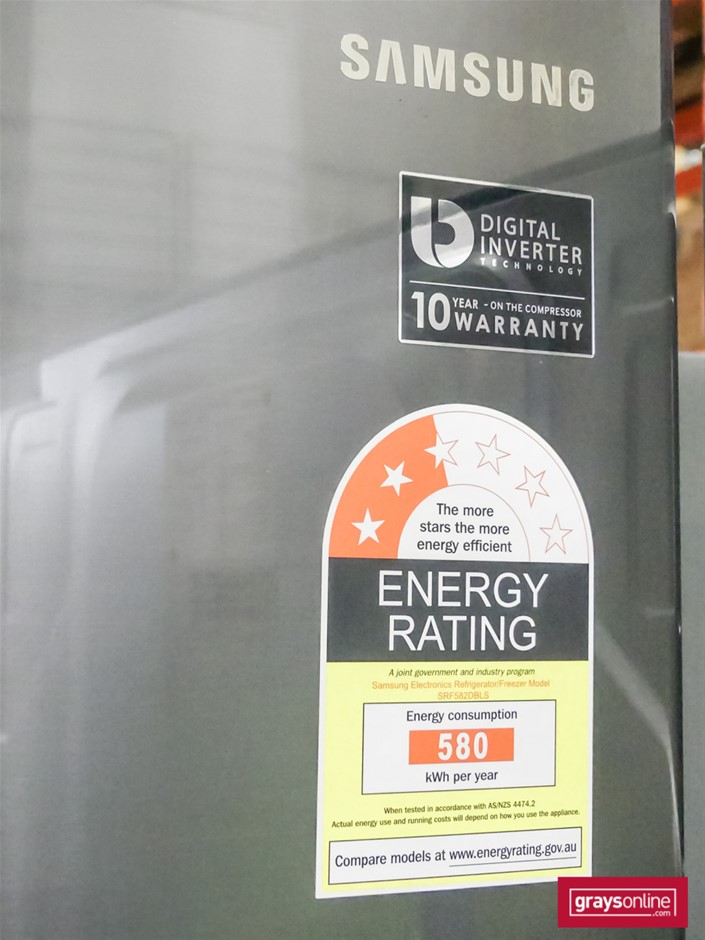 SAMSUNG
DIGITAL
INVERTER
TECHNOLOGY
10 YEAR - ON THE COMPRESSOR
WARRANTY
The more
stars the more
energy efficient
ENERGY
RATING
A joint government and industry program
Samsung Electronics Refrigerator/Freezer Model
SRF582DBLS
Energy consumption
580
kWh per year
When tested in accordance with AS/NZS 4474.2
Actual energy use and running costs will depend on how you use the appliance.
Compare models at www.energyrating.gov.au
graysonline
.com